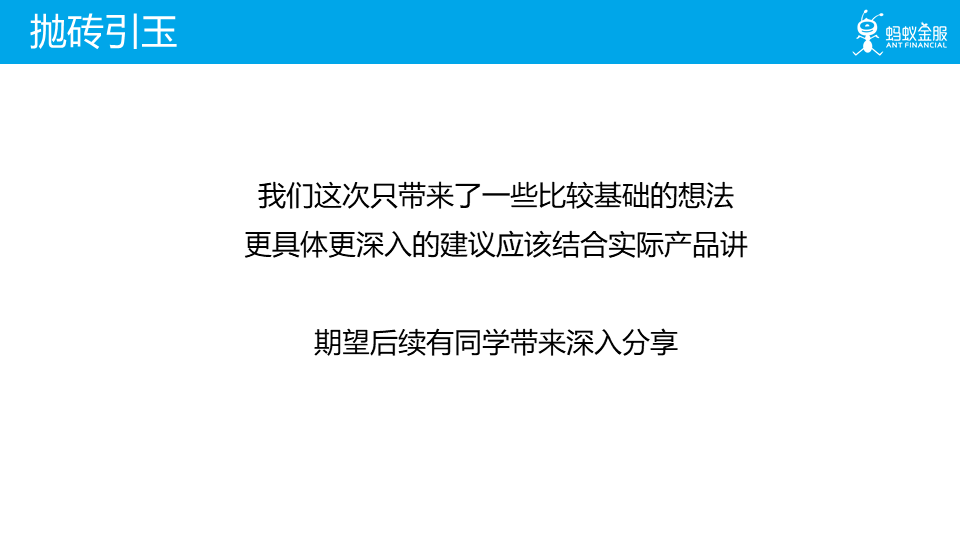 抛砖引玉
蚂蚁金服
ANT FINANCIAL
我们这次只带来了一些比较基础的想法
更具体更深入的建议应该结合实际产品讲
期望后续有同学带来深入分享